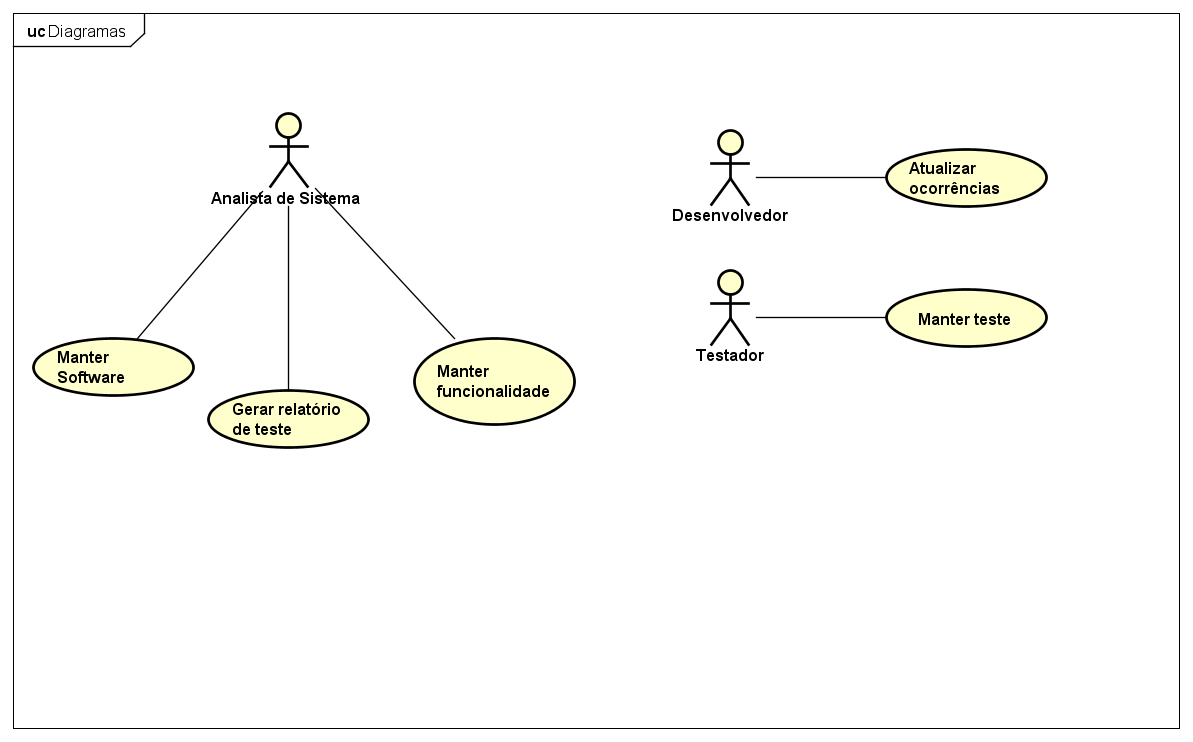 uc Diagramas
Analista de Sistema
Desenvolvedor
Atualizar
ocorrências
Testador
Manter teste
Manter
Software
Gerar relatório
de teste
Manter
funcionalidade